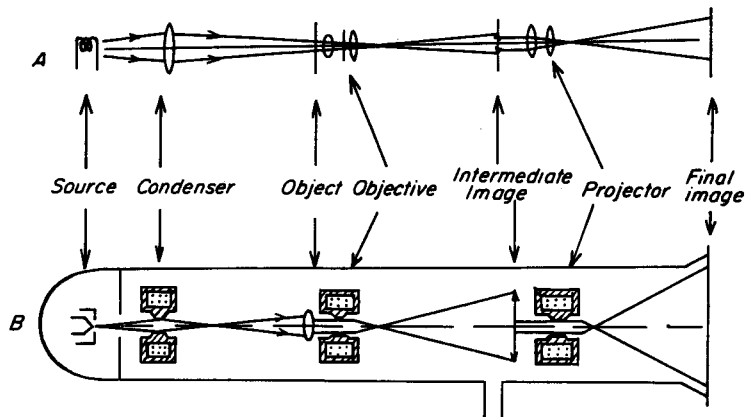 A
Source
Condenser
Object
Objective
Intermediate
Image
Projector
Final
image
B